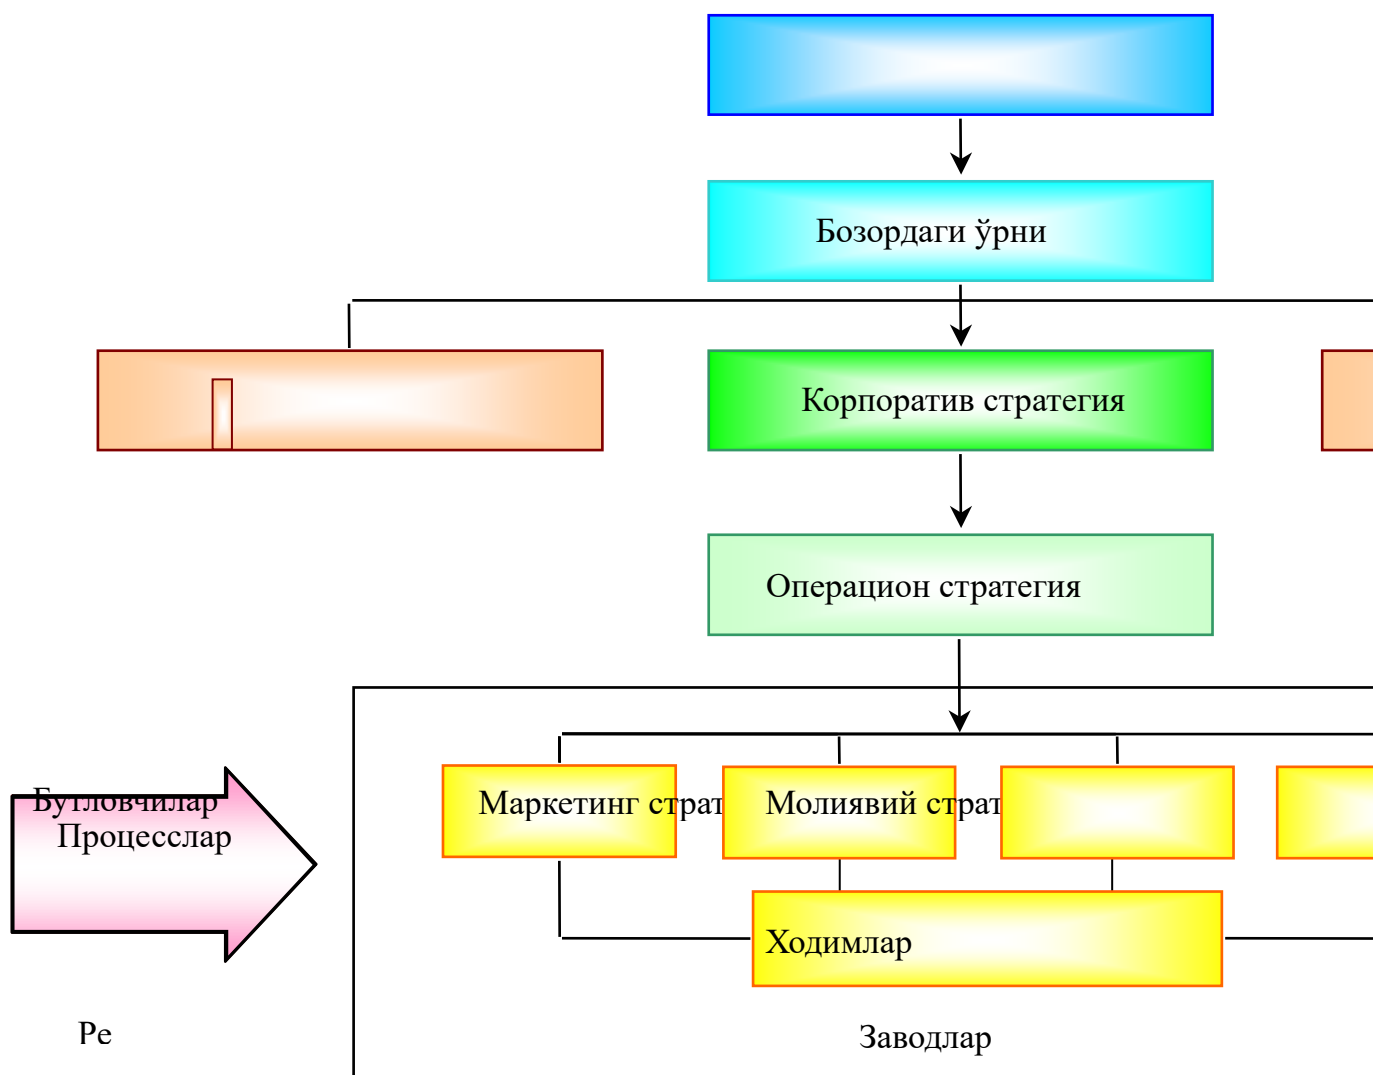 Бозордаги ўрни
Корпоратив стратегия
Операцион стратегия
Бутловчилар
Процесслар
Маркетинг страт
Молиявий страт
Ходимлар
Ре
Заводлар